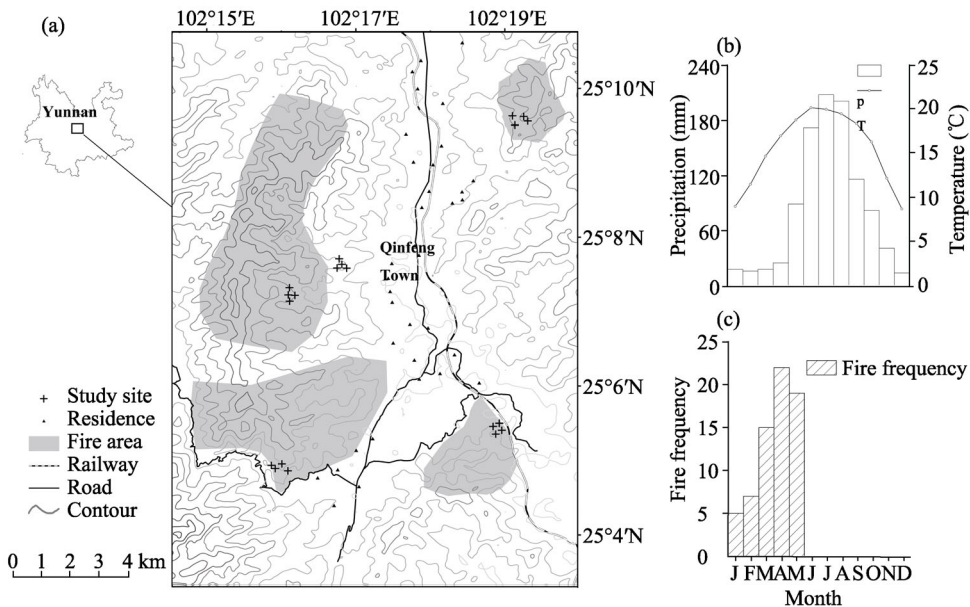 (a)
102°15′E 102°17′E 102°19′E
Yunnan
25°10′N
25°8′N
25°6′N
25°4′N
Qinfeng
Town
Study site
Residence
Fire area
Railway
Road
Contour
0 1 2 3 4 km
(b)
Precipitation (mm)
240
180
120
60
0
p
T
25
20
15
10
5
0
Temperature (℃)
(c)
Fire frequency
25
20
15
10
5
0
Fire frequency
J F M A M J J A S O N D
Month